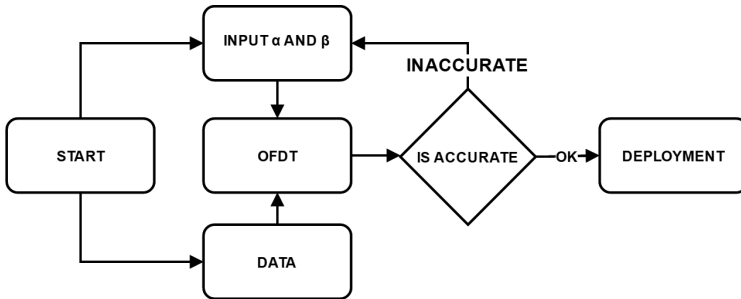 INPUT α AND β
INACCURATE
START
OFDT
IS ACCURATE
OK
DEPLOYMENT
DATA